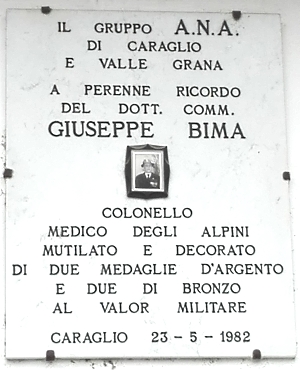 IL GRUPPO A.N.A.
DI CARAGLIO
E VALLE GRANA
A PERENNE RICORDO
DEL DOTT. COMM.
GIUSEPPE BIMA
COLONELLO
MEDICO DEGLI ALPINI
MUTILATO E DECORATO
DI DUE MEDAGLIE D'ARGENTO
E DUE DI BRONZO
AL VALOR MILITARE
CARAGLIO 23-5-1982